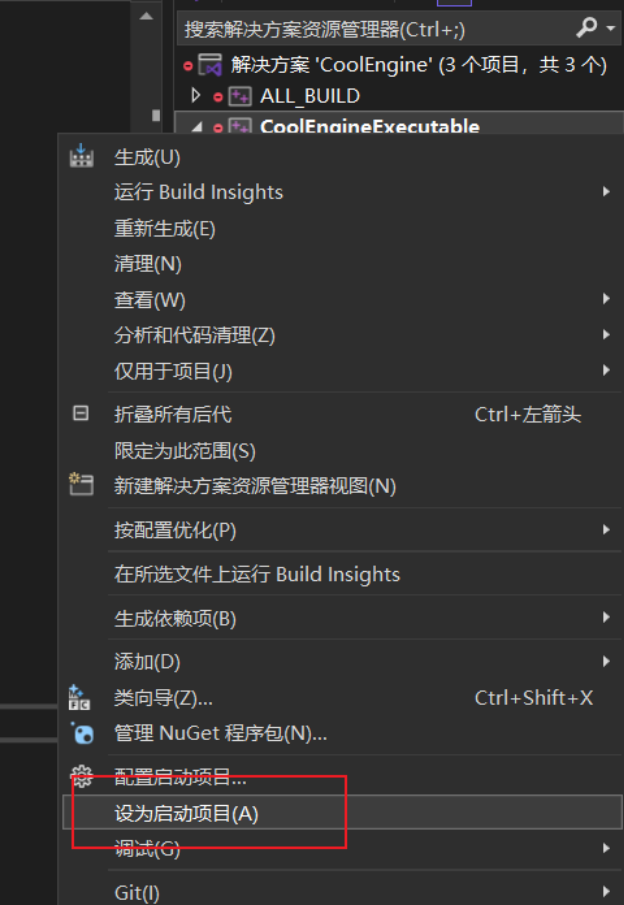 搜索解决方案资源管理器(Ctrl+;)
解决方案 'CoolEngine' (3 个项目，共 3 个)
ALL_BUILD
CoolEngineExecutable
生成(U)
运行 Build Insights
重新生成(E)
清理(N)
查看(W)
分析和代码清理(Z)
仅用于项目(J)
折叠所有后代 Ctrl+左箭头
限定为此范围(S)
新建解决方案资源管理器视图(N)
按配置优化(P)
在所选文件上运行 Build Insights
生成依赖项(B)
添加(D)
类向导(Z)... Ctrl+Shift+X
管理 NuGet 程序包(N)...
配置启动项目...
设为启动项目(A)
调试(G)
Git(I)